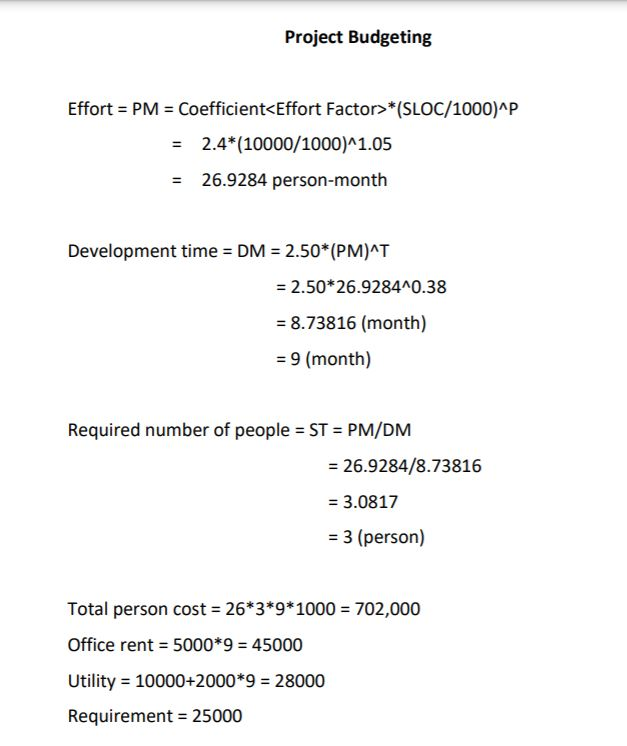 Project Budgeting
Effort = PM = Coefficient<Effort Factor>*(SLOC/1000)^P
= 2.4*(10000/1000)^1.05
= 26.9284 person-month
Development time = DM = 2.50*(PM)^T
= 2.50*26.9284^0.38
= 8.73816 (month)
= 9 (month)
Required number of people = ST = PM/DM
= 26.9284/8.73816
= 3.0817
= 3 (person)
Total person cost = 26*3*9*1000 = 702,000
Office rent = 5000*9 = 45000
Utility = 10000+2000*9 = 28000
Requirement = 25000